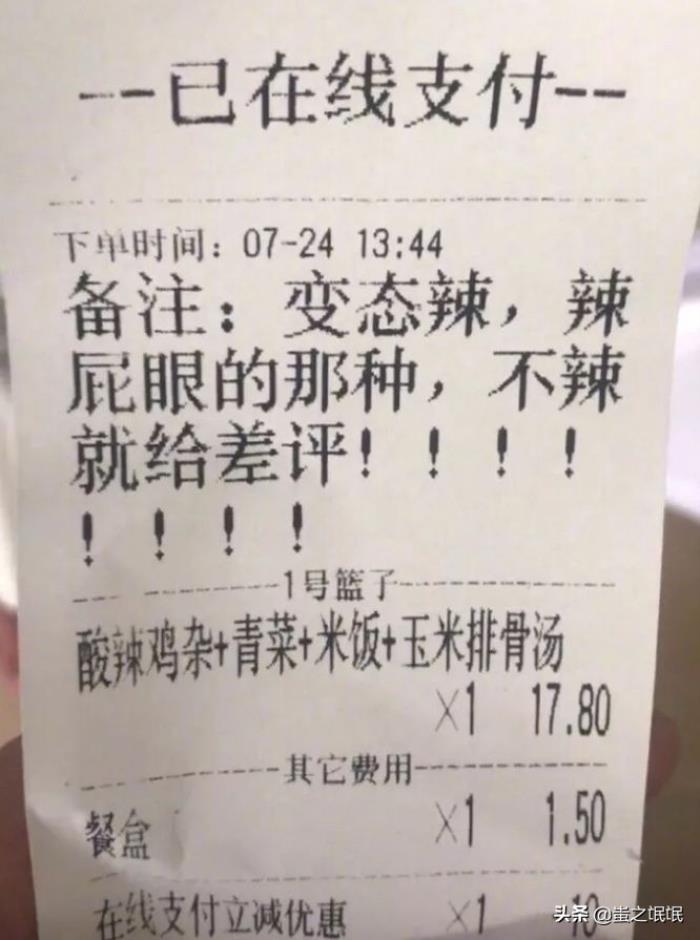 --已在线支付--
下单时间：07-24 13:44
备注：变态辣，辣
屁眼的那种，不辣
就给差评！！！！
！！！！
1号篮子
酸辣鸡杂+青菜+米饭+玉米排骨汤
X1 17.80
其它费用
餐盒 X1 1.50
在线支付立减优惠 X1
头条 @蚩之氓氓